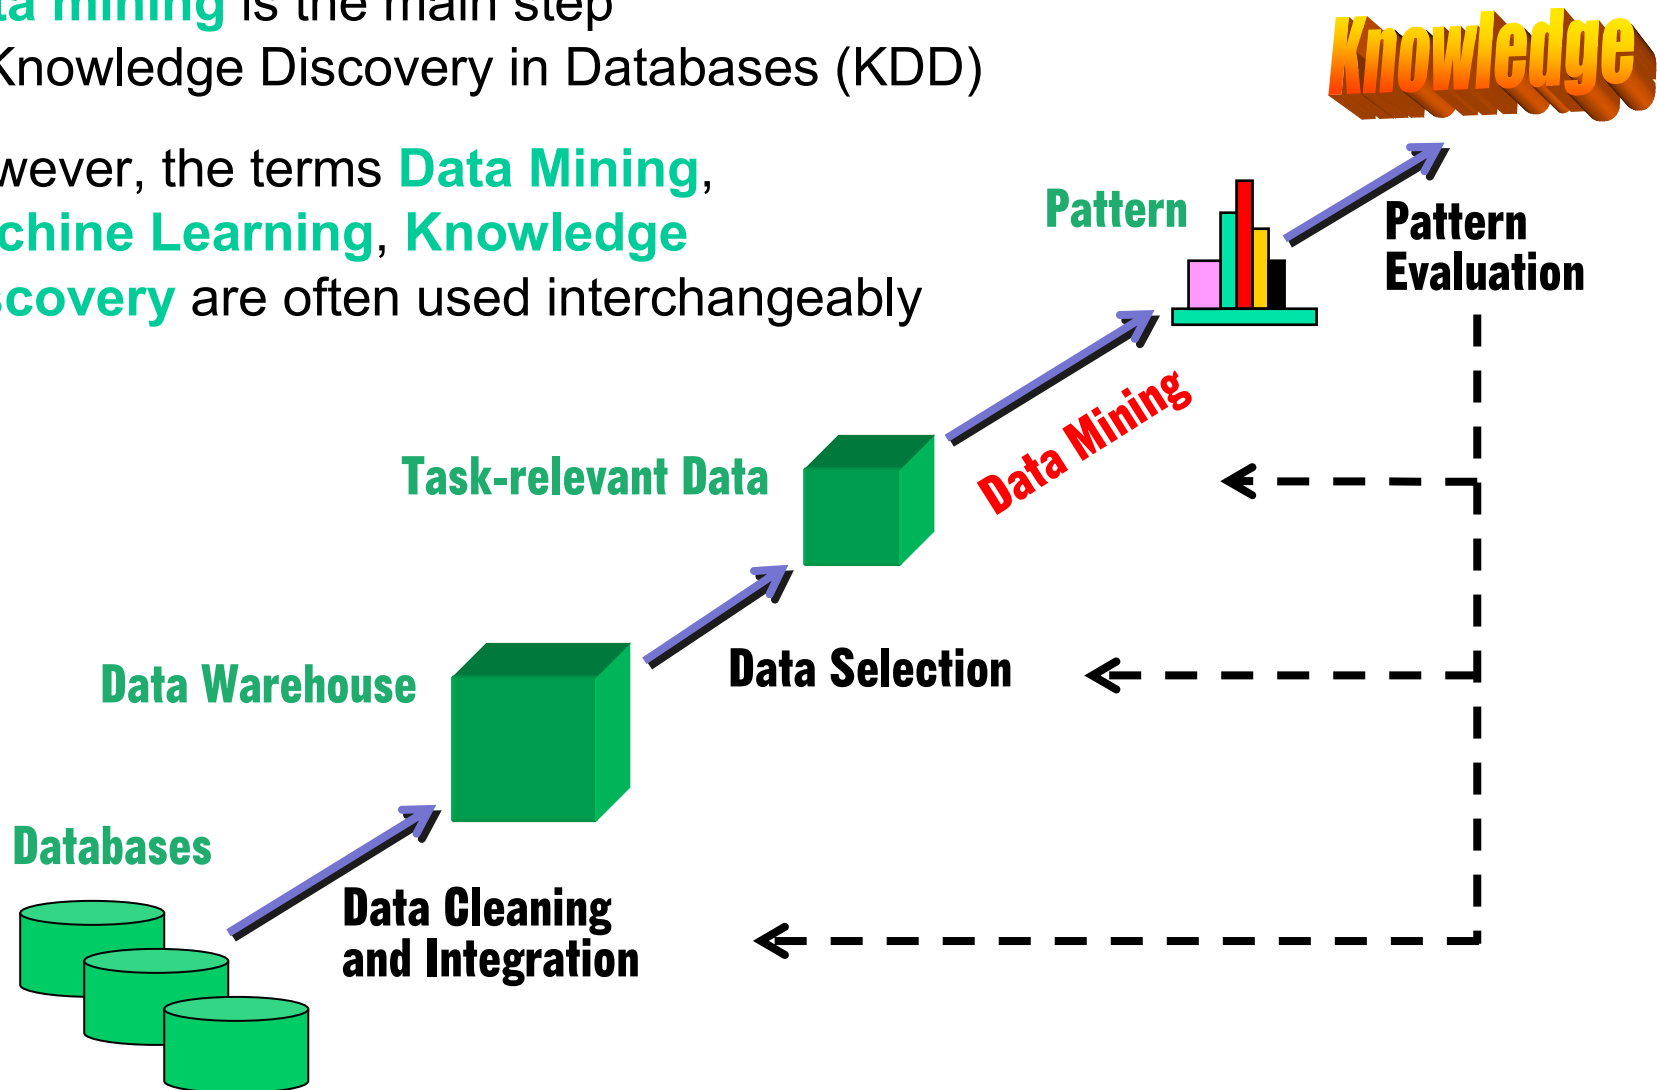 ta mining is the main step
Knowledge Discovery in Databases (KDD)
wever, the terms Data Mining,
chine Learning, Knowledge
scovery are often used interchangeably
Knowledge
Pattern
Pattern
Evaluation
Data Mining
Task-relevant Data
Data Selection
Data Warehouse
Databases
Data Cleaning
and Integration